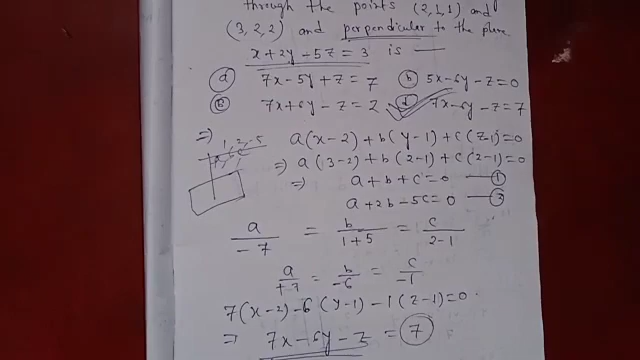 through the points (2,1,1) and
(3,2,2) and perpendicular to the plane
x+2y-5z=3 is —
(a) 7x-5y+z=7 (b) 5x-6y-z=0
(B) 7x+6y-z=2 (d) 7x-6y-z=7
⇒ 1,2,-5 a(x-2)+b(y-1)+c(z-1)=0
⇒ a(3-2)+b(2-1)+c(2-1)=0
⇒ a+b+c=0 —①
a+2b-5c=0 —②
a/-7 = b/1+5 = c/2-1
a/+7 = b/-6 = c/-1
7(x-2)-6(y-1)-1(z-1)=0
⇒ 7x-6y-z = 7